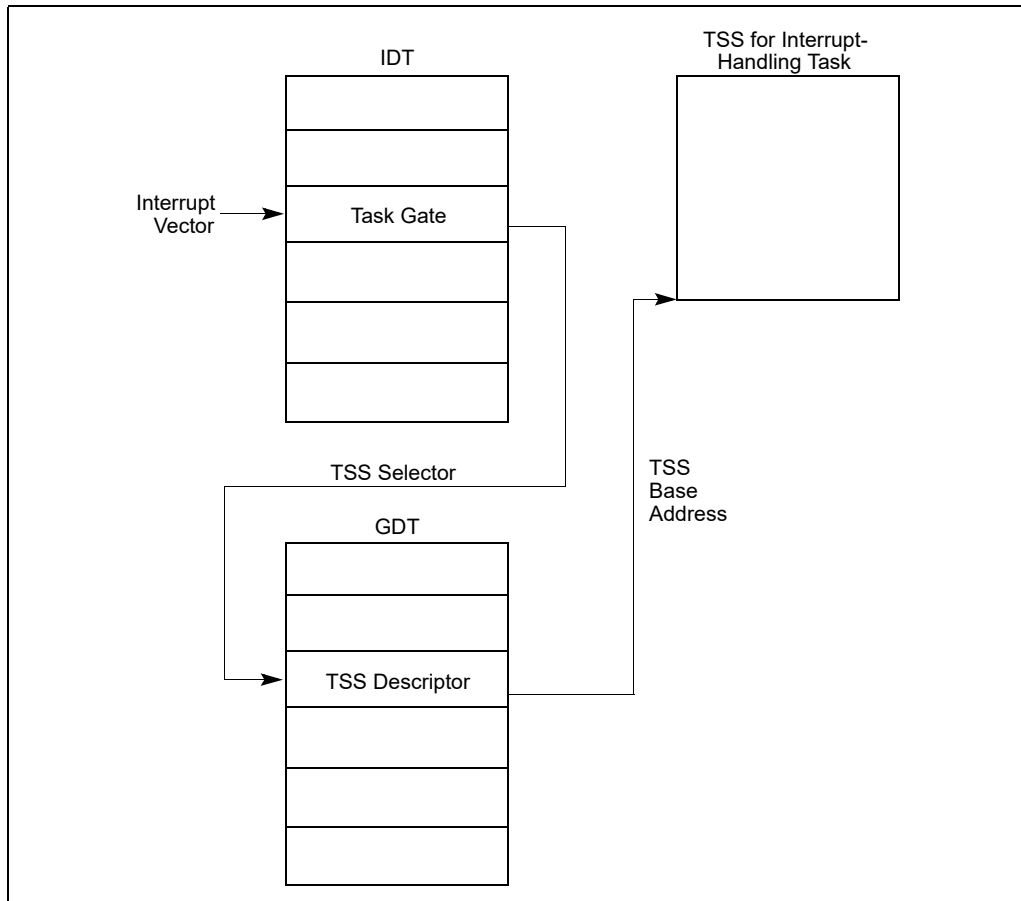 TSS for Interrupt-
Handling Task
IDT
Interrupt
Vector
Task Gate
TSS Selector
TSS
Base
Address
GDT
TSS Descriptor